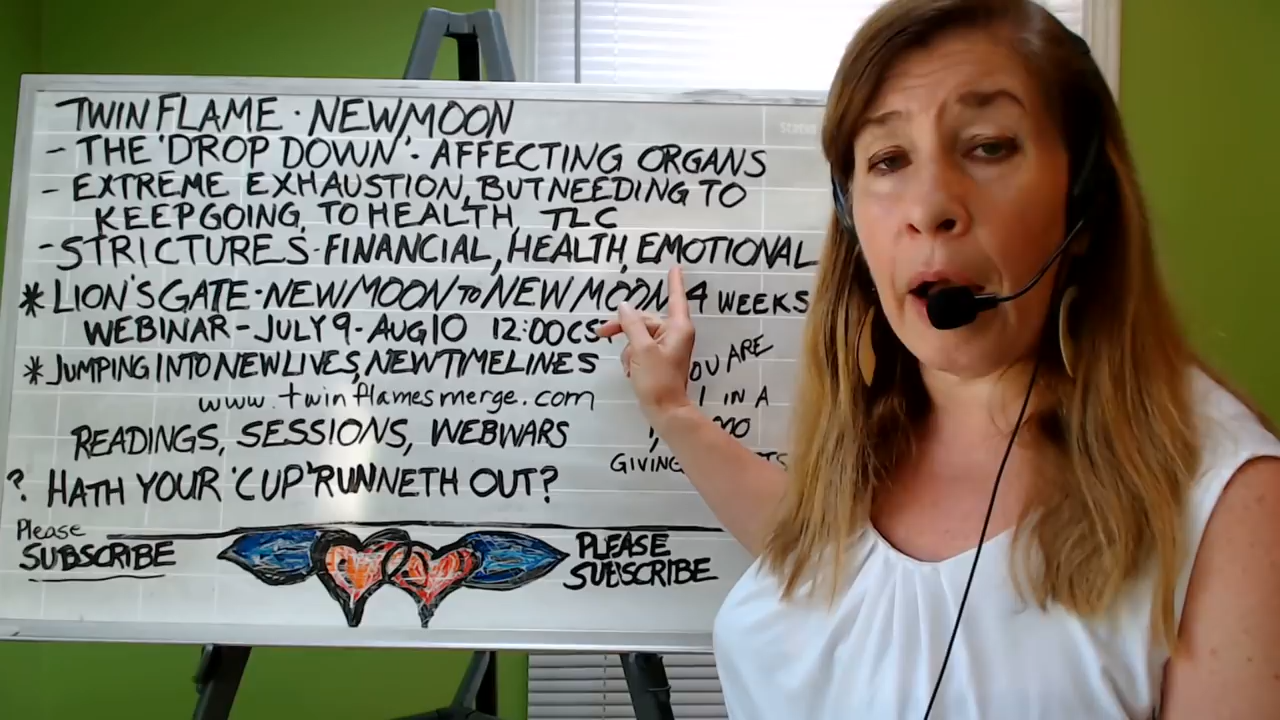 TWIN FLAME · NEW MOON
- THE 'DROP DOWN' · AFFECTING ORGANS
- EXTREME EXHAUSTION, BUT NEEDING TO
KEEP GOING, TO HEALTH, TLC
- STRICTURES - FINANCIAL, HEALTH, EMOTIONAL
* LION'S GATE · NEW MOON TO NEW MOON 4 WEEKS
WEBINAR - JULY 9 - AUG 10 12:00 CS
* JUMPING INTO NEW LIVES, NEW TIMELINES
www.twinflamesmerge.com
READINGS, SESSIONS, WEBWARS
? HATH YOUR 'CUP' RUNNETH OUT?
OU ARE
1 IN A
GIVING
Please
SUBSCRIBE
PLEASE
SUBSCRIBE